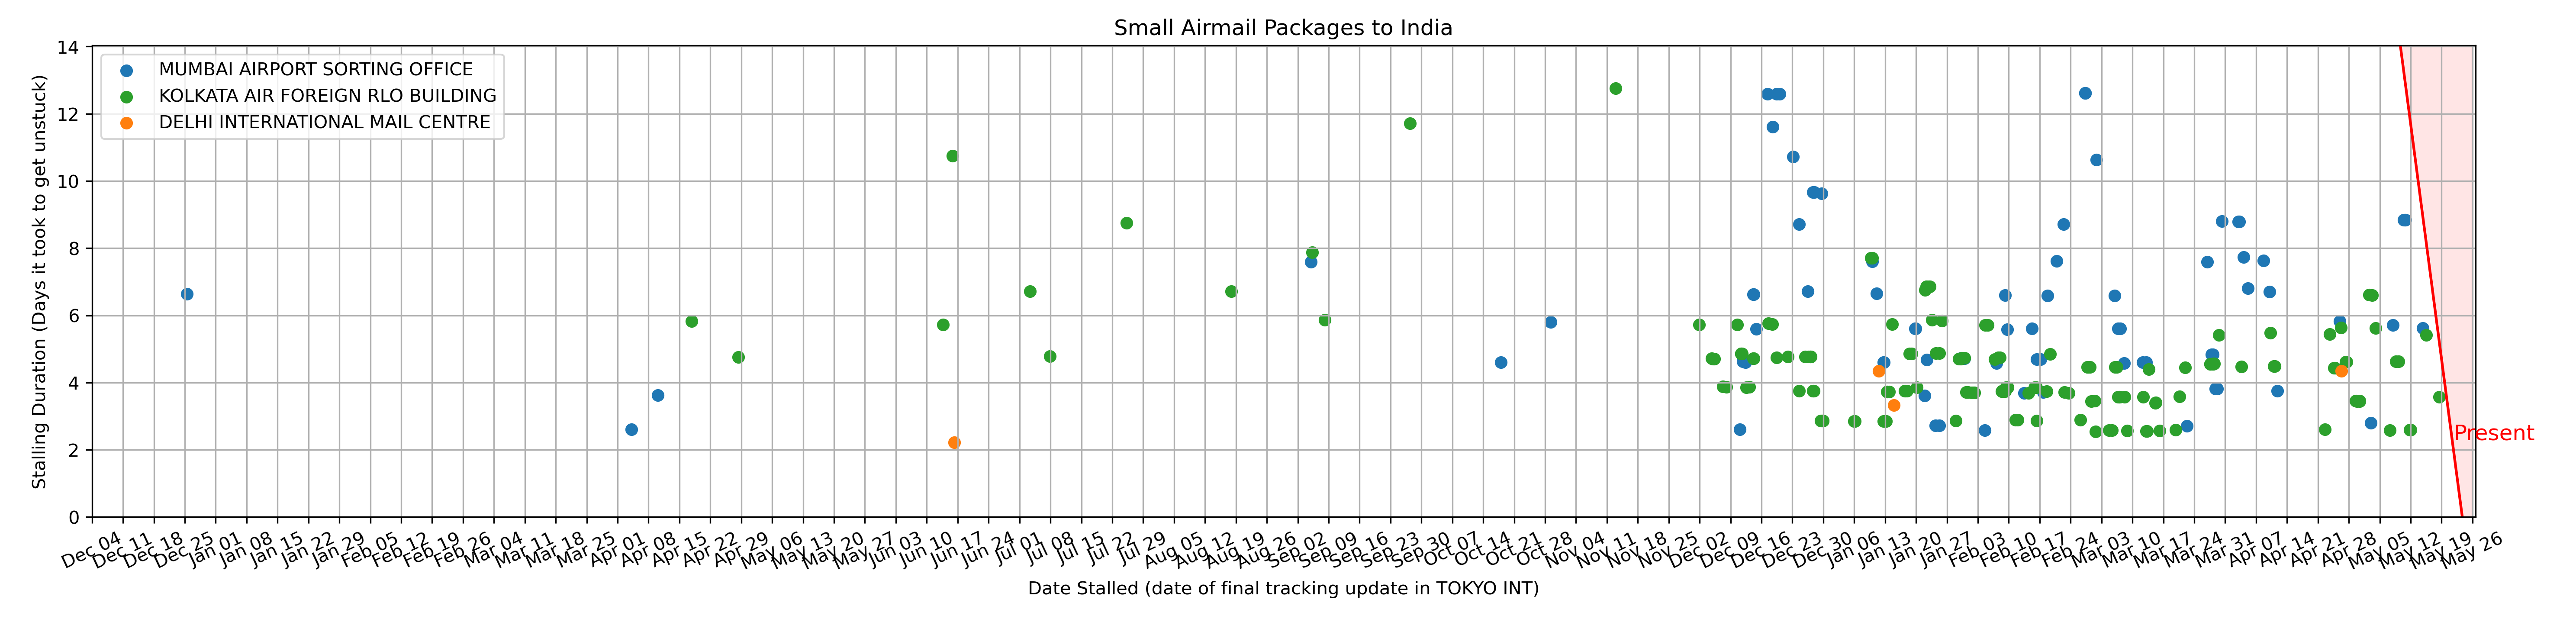 Small Airmail Packages to India
14
12
10
8
6
4
2
0
Stalling Duration (Days it took to get unstuck)
MUMBAI AIRPORT SORTING OFFICE
KOLKATA AIR FOREIGN RLO BUILDING
DELHI INTERNATIONAL MAIL CENTRE
Present
Dec 04 Dec 11 Dec 18 Dec 25 Jan 01 Jan 08 Jan 15 Jan 22 Jan 29 Feb 05 Feb 12 Feb 19 Feb 26 Mar 04 Mar 11 Mar 18 Mar 25 Apr 01 Apr 08 Apr 15 Apr 22 Apr 29 May 06 May 13 May 20 May 27 Jun 03 Jun 10 Jun 17 Jun 24 Jul 01 Jul 08 Jul 15 Jul 22 Jul 29 Aug 05 Aug 12 Aug 19 Aug 26 Sep 02 Sep 09 Sep 16 Sep 23 Sep 30 Oct 07 Oct 14 Oct 21 Oct 28 Nov 04 Nov 11 Nov 18 Nov 25 Dec 02 Dec 09 Dec 16 Dec 23 Dec 30 Jan 06 Jan 13 Jan 20 Jan 27 Feb 03 Feb 10 Feb 17 Feb 24 Mar 03 Mar 10 Mar 17 Mar 24 Mar 31 Apr 07 Apr 14 Apr 21 Apr 28 May 05 May 12 May 19 May 26
Date Stalled (date of final tracking update in TOKYO INT)